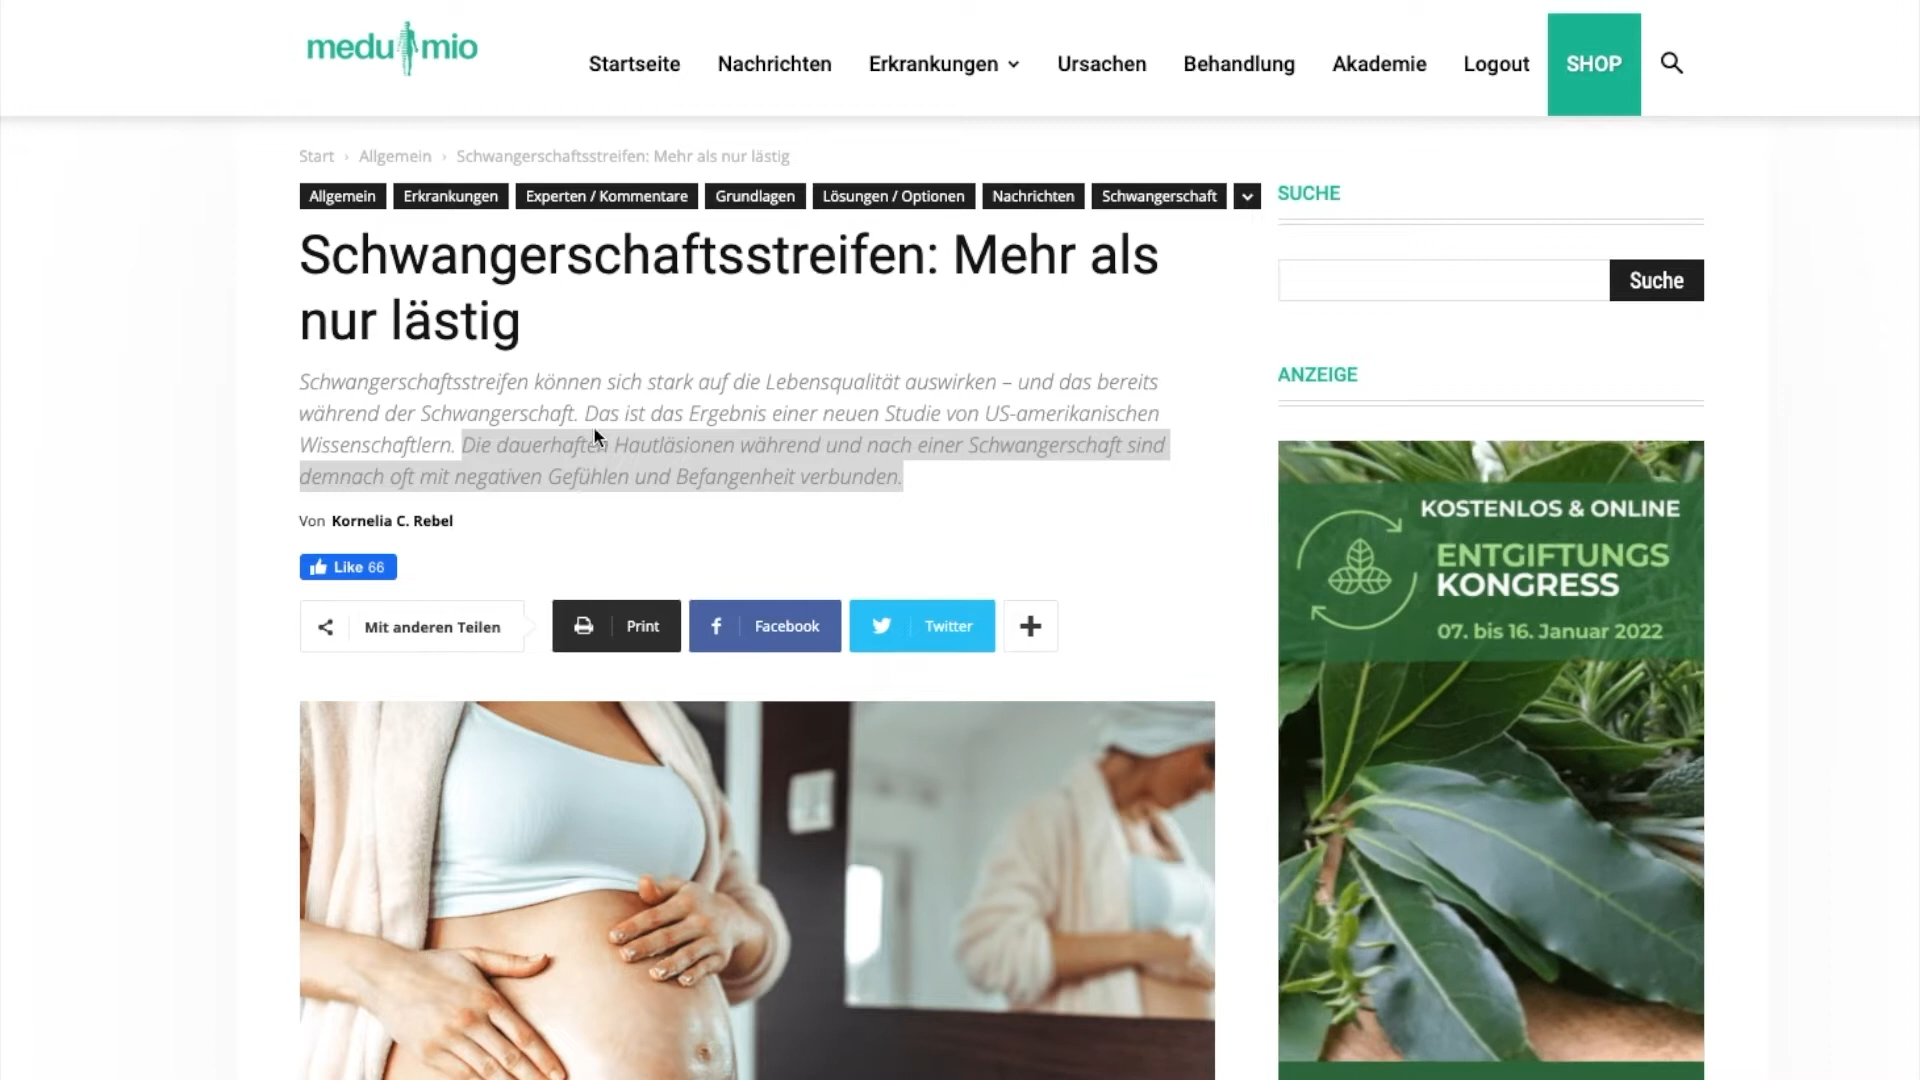 medu mio
Startseite Nachrichten Erkrankungen Ursachen Behandlung Akademie Logout SHOP
Start › Allgemein › Schwangerschaftsstreifen: Mehr als nur lästig
Allgemein Erkrankungen Experten / Kommentare Grundlagen Lösungen / Optionen Nachrichten Schwangerschaft
Schwangerschaftsstreifen: Mehr als
nur lästig
Schwangerschaftsstreifen können sich stark auf die Lebensqualität auswirken – und das bereits
während der Schwangerschaft. Das ist das Ergebnis einer neuen Studie von US-amerikanischen
Wissenschaftlern. Die dauerhaften Hautläsionen während und nach einer Schwangerschaft sind
demnach oft mit negativen Gefühlen und Befangenheit verbunden.
Von Kornelia C. Rebel
Like 66
Mit anderen Teilen Print Facebook Twitter
SUCHE
Suche
ANZEIGE
KOSTENLOS & ONLINE
ENTGIFTUNGS
KONGRESS
07. bis 16. Januar 2022